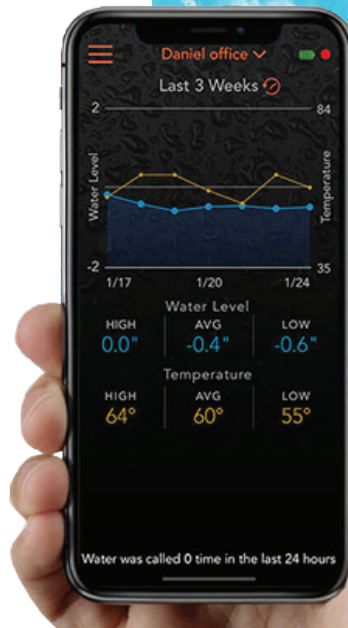 Daniel office
Last 3 Weeks
2 84
Water Level Temperature
-2 35
1/17 1/20 1/24
Water Level
HIGH AVG LOW
0.0" -0.4" -0.6"
Temperature
HIGH AVG LOW
64° 60° 55°
Water was called 0 time in the last 24 hours